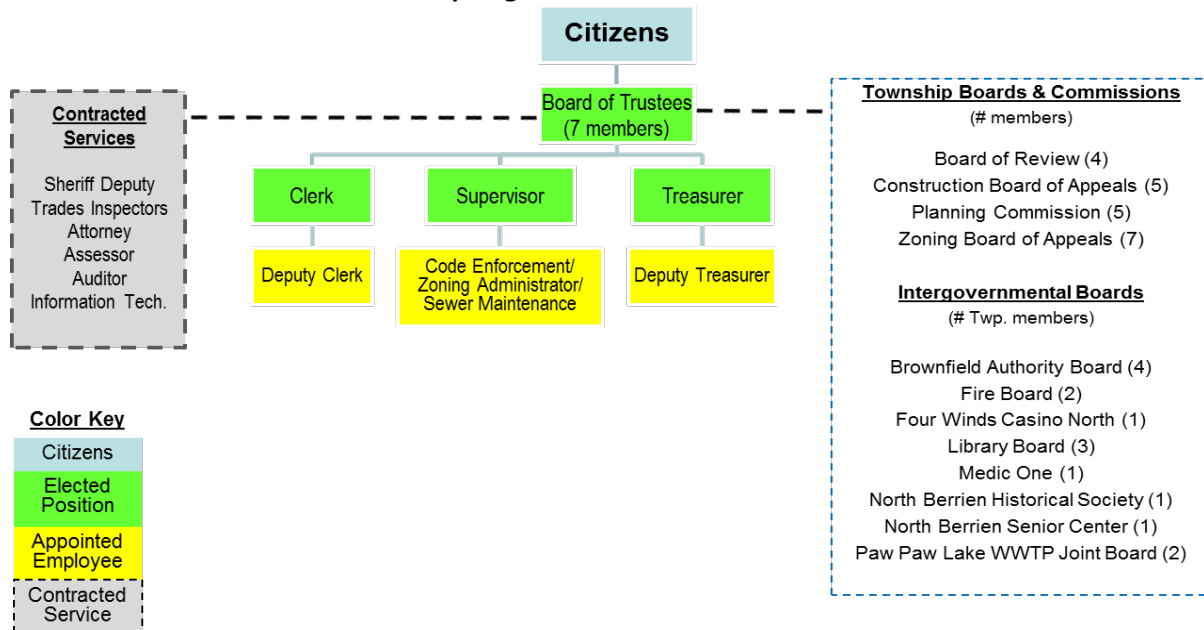 Citizens
Board of Trustees
(7 members)
Clerk
Supervisor
Treasurer
Deputy Clerk
Code Enforcement/
Zoning Administrator/
Sewer Maintenance
Deputy Treasurer
Contracted
Services
Sheriff Deputy
Trades Inspectors
Attorney
Assessor
Auditor
Information Tech.
Township Boards & Commissions
(# members)
Board of Review (4)
Construction Board of Appeals (5)
Planning Commission (5)
Zoning Board of Appeals (7)
Intergovernmental Boards
(# Twp. members)
Brownfield Authority Board (4)
Fire Board (2)
Four Winds Casino North (1)
Library Board (3)
Medic One (1)
North Berrien Historical Society (1)
North Berrien Senior Center (1)
Paw Paw Lake WWTP Joint Board (2)
Color Key
Citizens
Elected
Position
Appointed
Employee
Contracted
Service